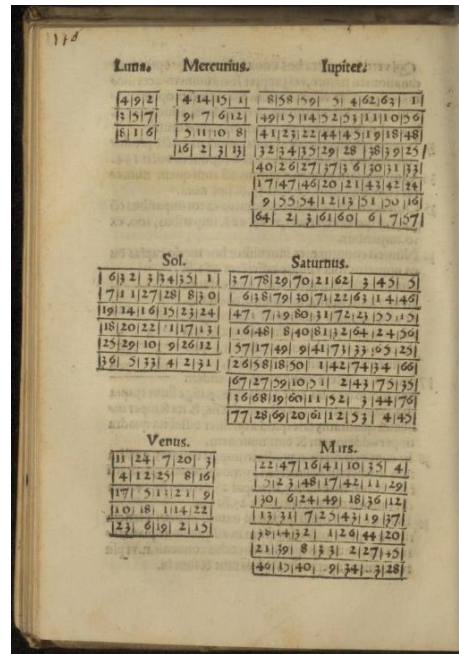 Luna. Mercurius. Iupiter.
4 9 2
3 5 7
8 1 6
4 14 15 1
9 7 6 12
5 11 10 8
16 2 3 13
8 58 59 5 4 62 63 1
49 15 14 52 53 11 10 56
41 23 22 44 45 19 18 48
32 34 35 29 28 38 39 25
40 26 27 37 36 30 31 33
17 47 46 20 21 43 42 24
9 55 54 12 13 51 50 16
64 2 3 61 60 6 7 57
Sol. Saturnus.
6 32 3 34 35 1
7 11 27 28 8 30
19 14 16 15 23 24
18 20 22 17 13
25 29 10 9 26 12
36 5 33 4 2 31
37 78 29 70 21 62 3 45 5
6 38 79 30 71 22 63 14 46
47 7 39 80 31 72 23 55 15
16 48 8 40 81 32 64 24 56
57 17 49 9 41 73 33 65 25
26 58 18 50 1 42 74 34 66
67 27 59 10 51 2 43 75 35
36 68 19 60 11 52 3 44 76
77 28 69 20 61 12 53 4 45
Venus. Mars.
11 24 7 20 3
4 12 25 8 16
17 5 13 21 9
10 18 1 14 22
23 6 19 2 15
22 47 16 41 10 35 4
5 23 48 17 42 11 29
30 6 24 49 18 36 12
13 31 7 25 43 19 37
38 14 32 1 26 44 20
21 39 8 33 2 27 45
46 15 40 9 34 3 28